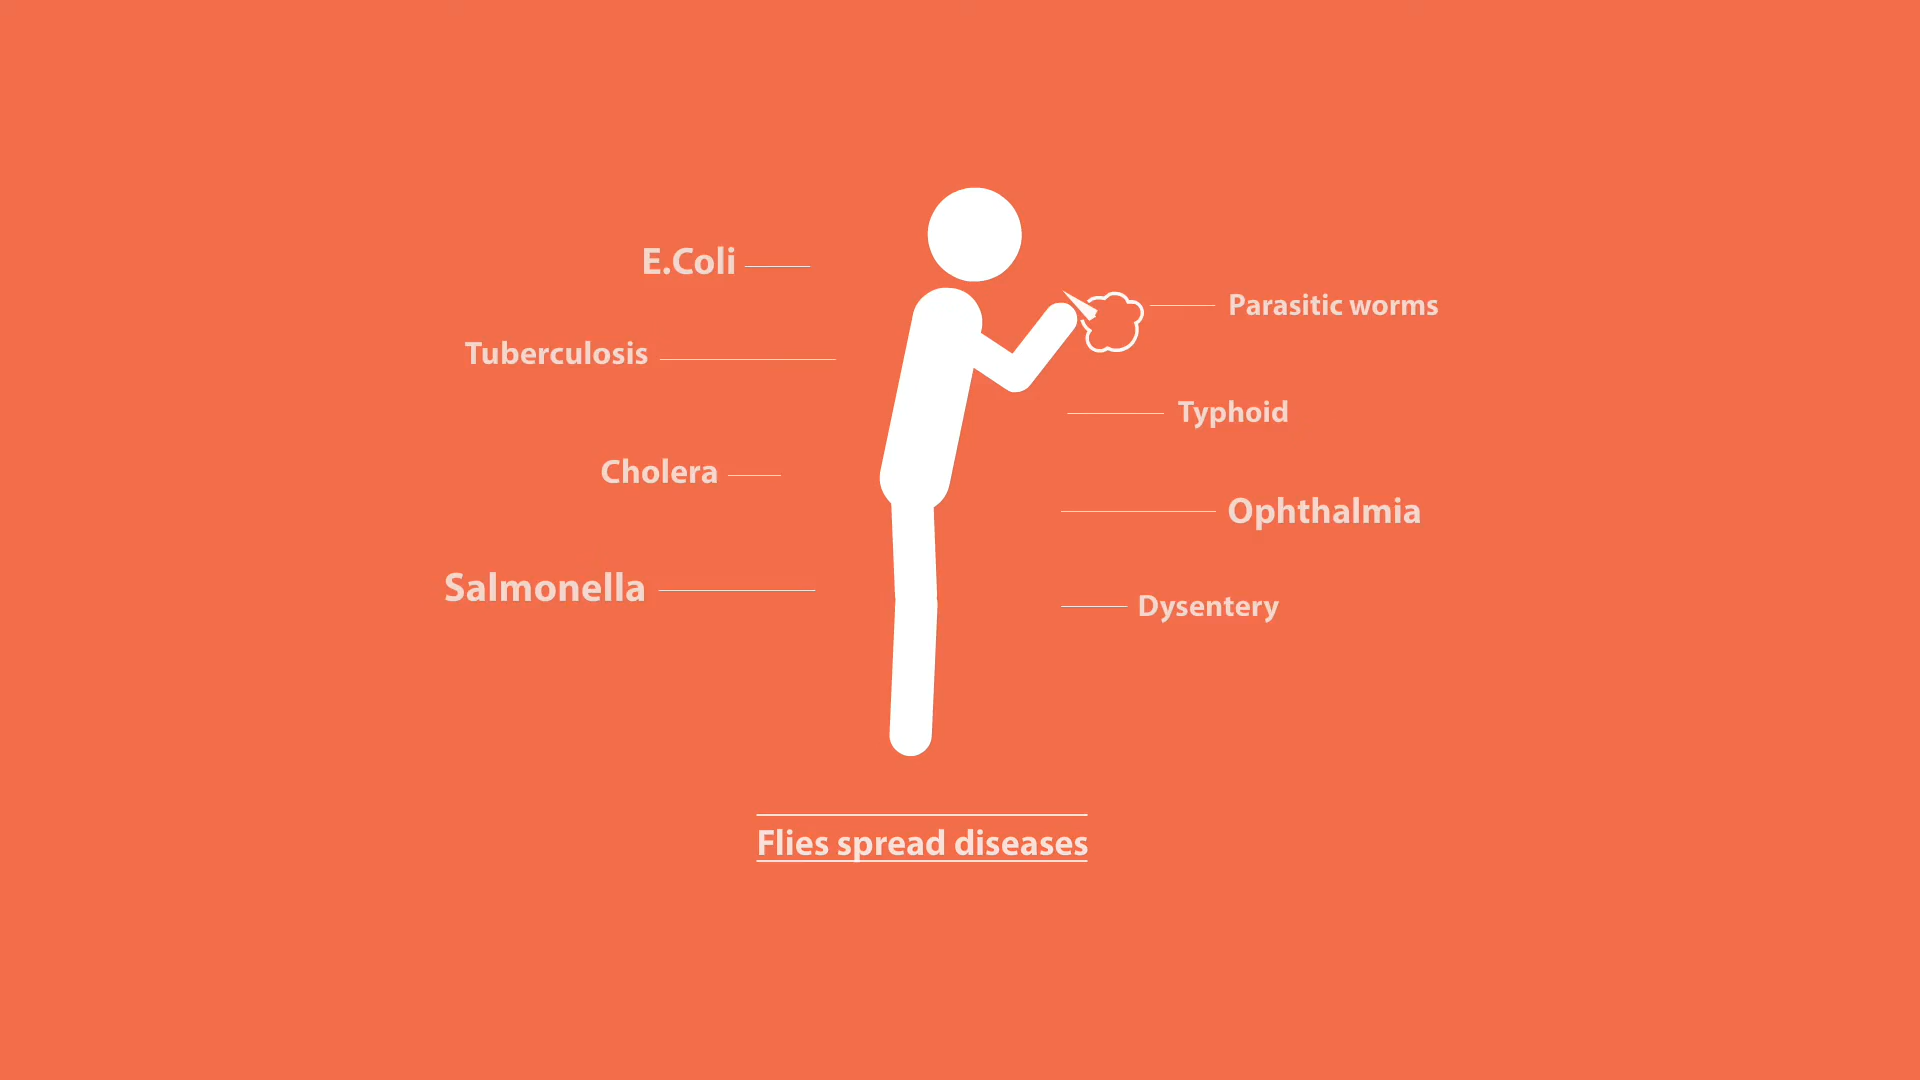 E.Coli
Tuberculosis
Cholera
Salmonella
Parasitic worms
Typhoid
Ophthalmia
Dysentery
Flies spread diseases